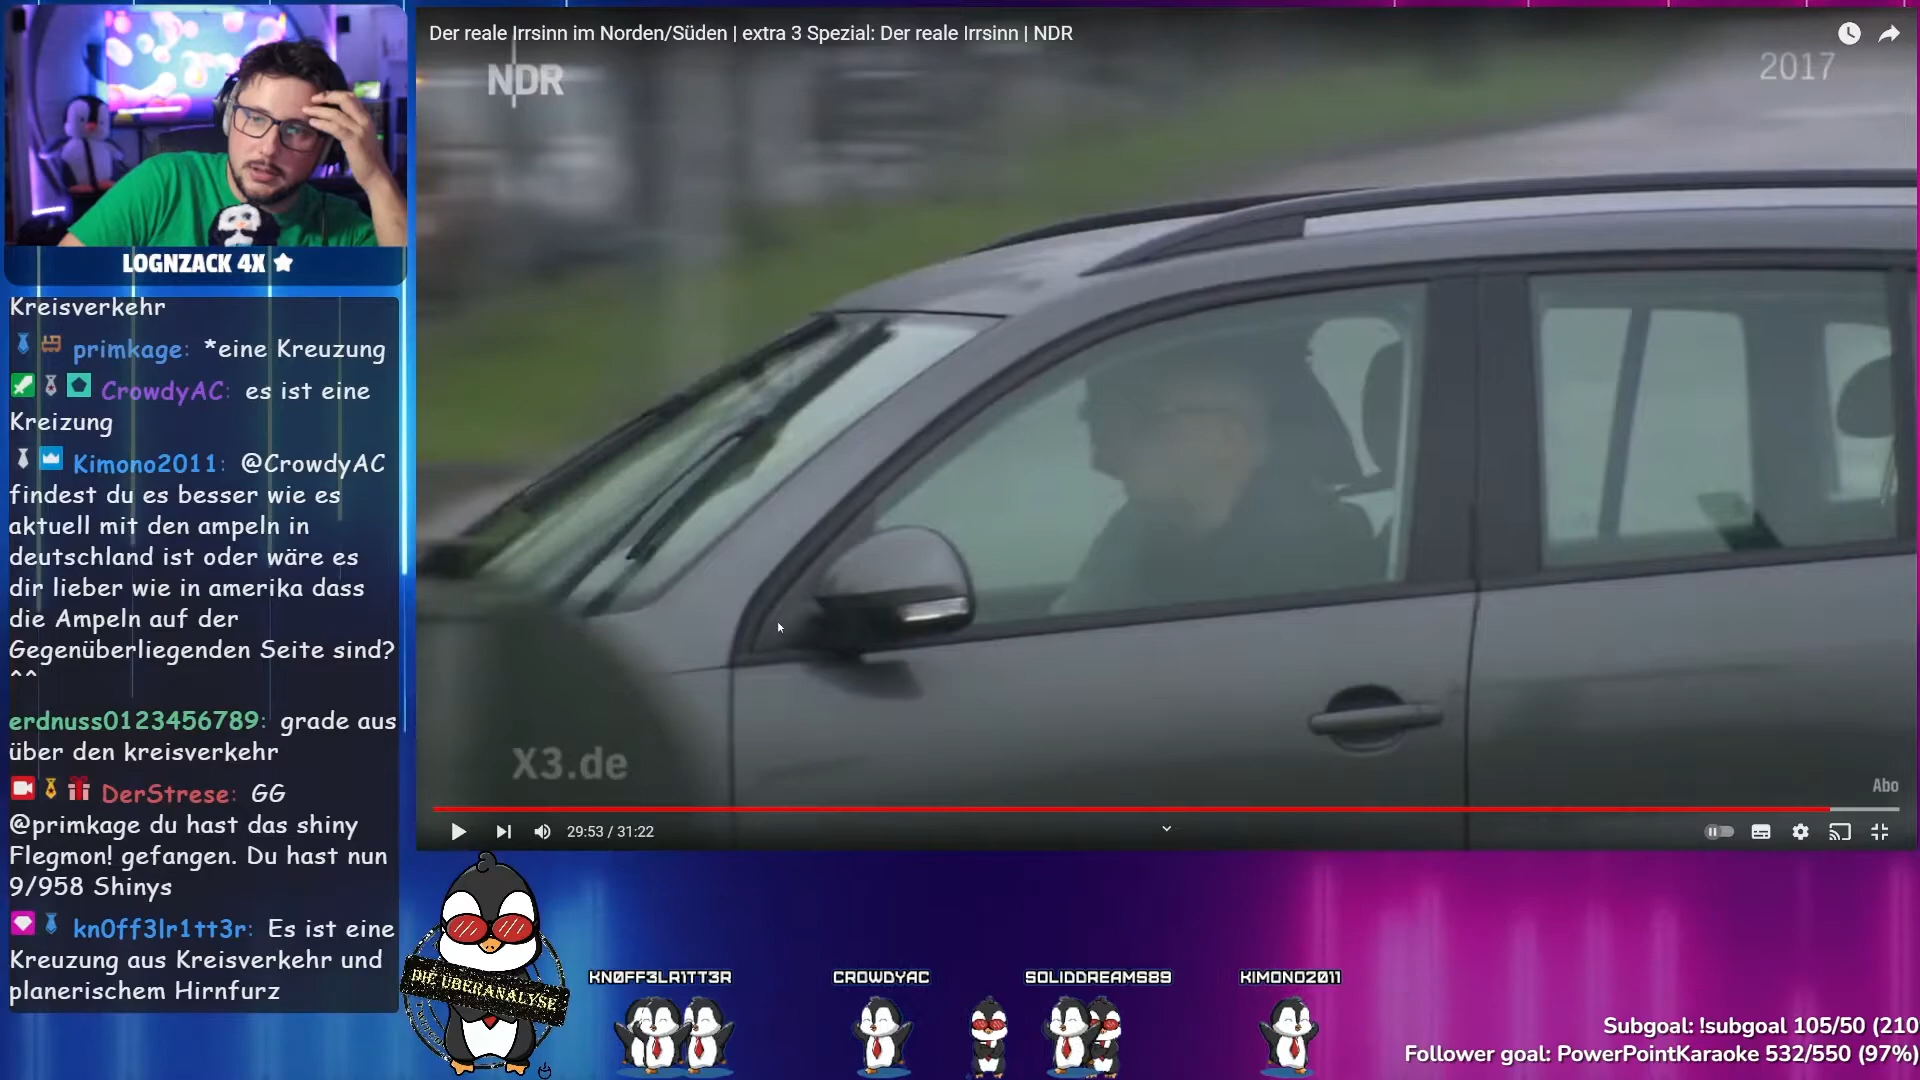 Der reale Irrsinn im Norden/Süden | extra 3 Spezial: Der reale Irrsinn | NDR
NDR
2017
LOGNZACK 4X
Kreisverkehr
primkage: *eine Kreuzung
CrowdyAC: es ist eine
Kreizung
Kimono2011: @CrowdyAC
findest du es besser wie es
aktuell mit den ampeln in
deutschland ist oder wäre es
dir lieber wie in amerika dass
die Ampeln auf der
Gegenüberliegenden Seite sind?
^^
erdnuss0123456789: grade aus
über den kreisverkehr
DerStrese: GG
@primkage du hast das shiny
Flegmon! gefangen. Du hast nun
9/958 Shinys
kn0ff3lr1tt3r: Es ist eine
Kreuzung aus Kreisverkehr und
planerischem Hirnfurz
X3.de
Abo
29:53 / 31:22
DIE ÜBERANALYSE
KN0FF3LR1TT3R
CROWDYAC
SOLIDDREAMS89
KIMONO2011
Subgoal: !subgoal 105/50 (210
Follower goal: PowerPointKaraoke 532/550 (97%)